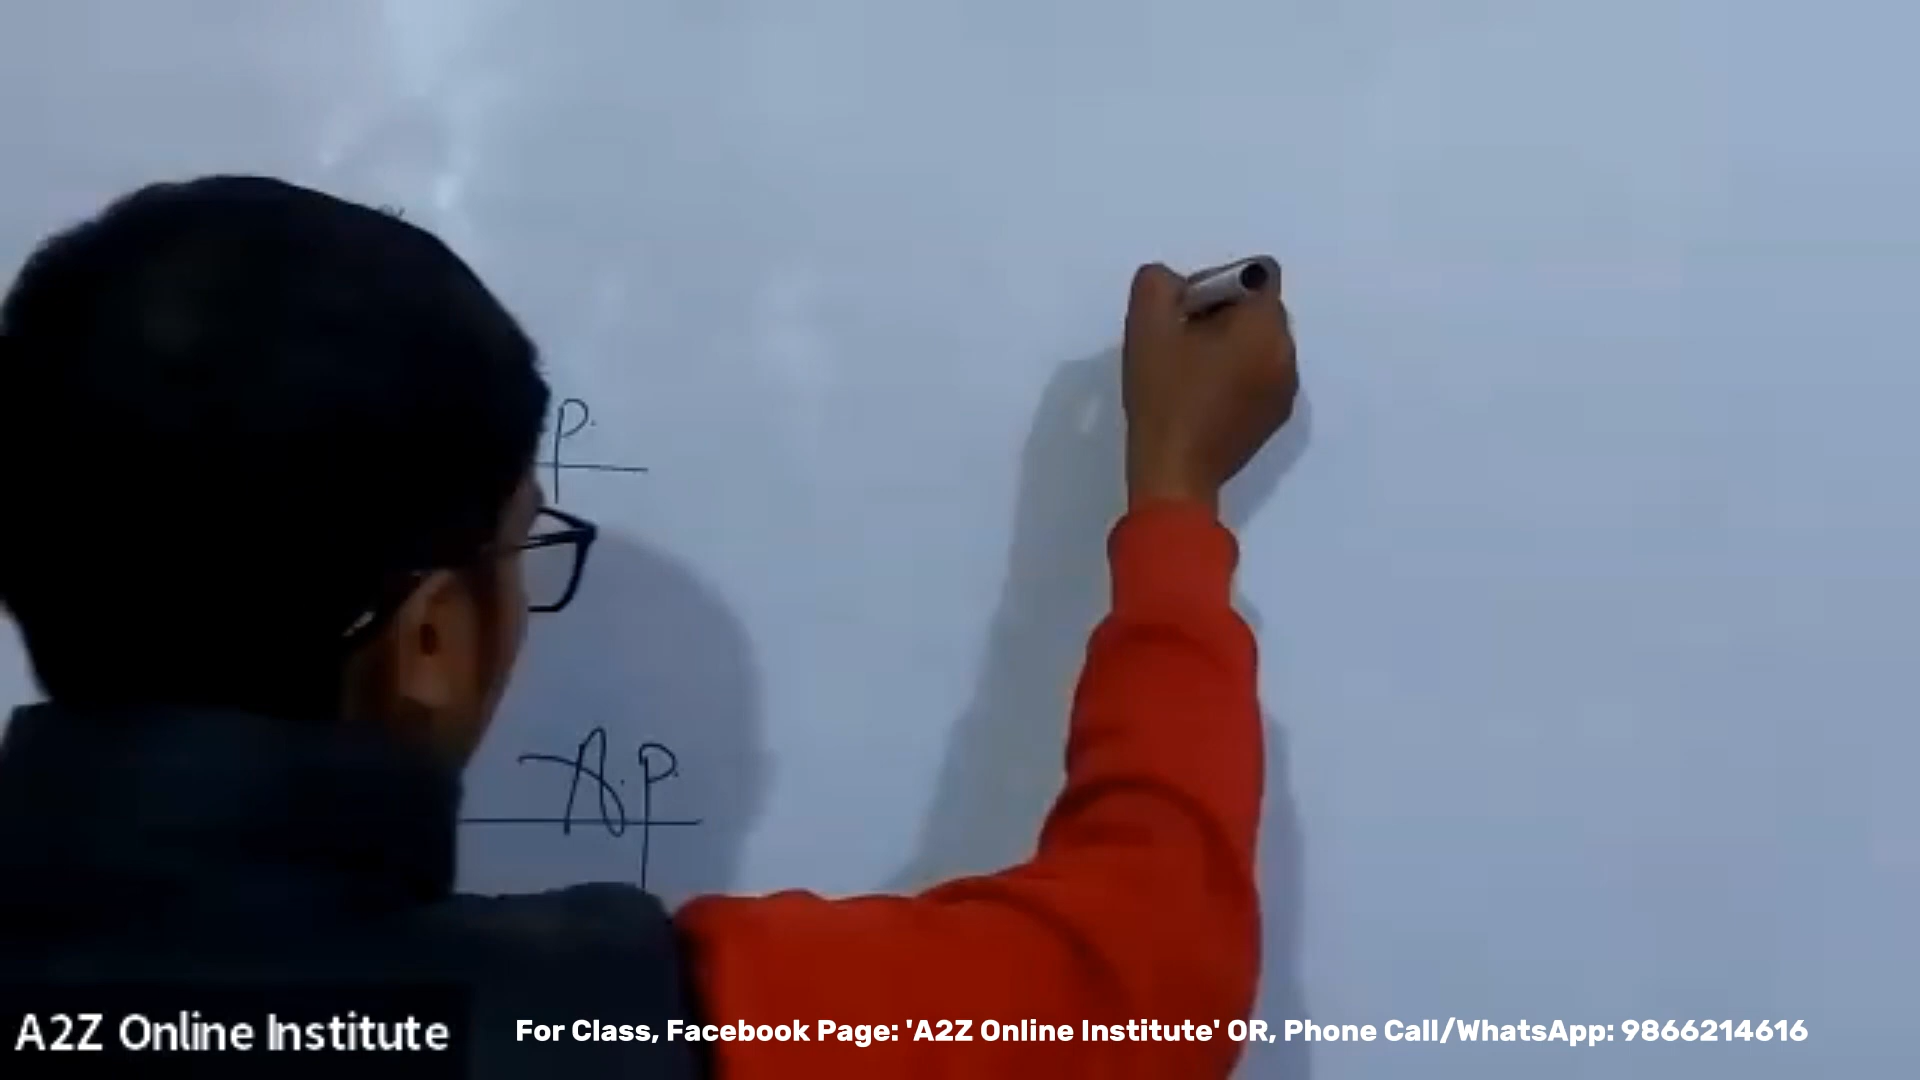 P.
A.P.
A2Z Online Institute
For Class, Facebook Page: 'A2Z Online Institute' OR, Phone Call/WhatsApp: 9866214616